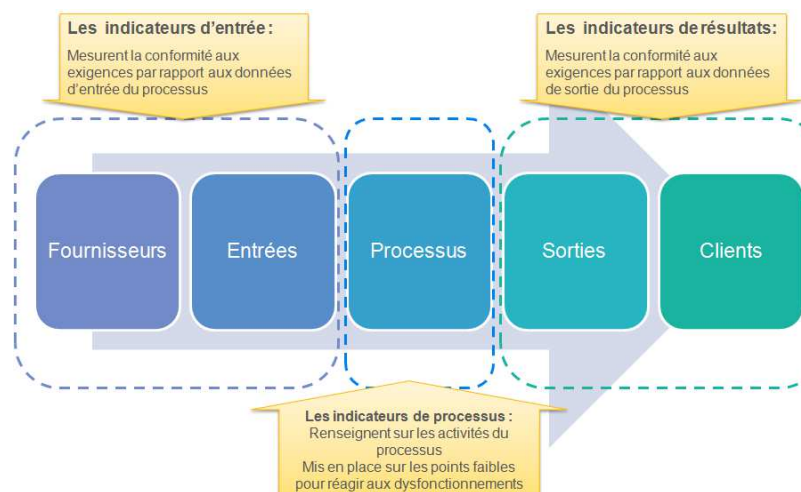 Les indicateurs d'entrée :
Mesurent la conformité aux
exigences par rapport aux données
d'entrée du processus
Les indicateurs de résultats:
Mesurent la conformité aux
exigences par rapport aux données
de sortie du processus
Fournisseurs
Entrées
Processus
Sorties
Clients
Les indicateurs de processus :
Renseignent sur les activités du
processus
Mis en place sur les points faibles
pour réagir aux dysfonctionnements